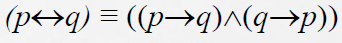 (p↔q) ≡ ((p→q)∧(q→p))